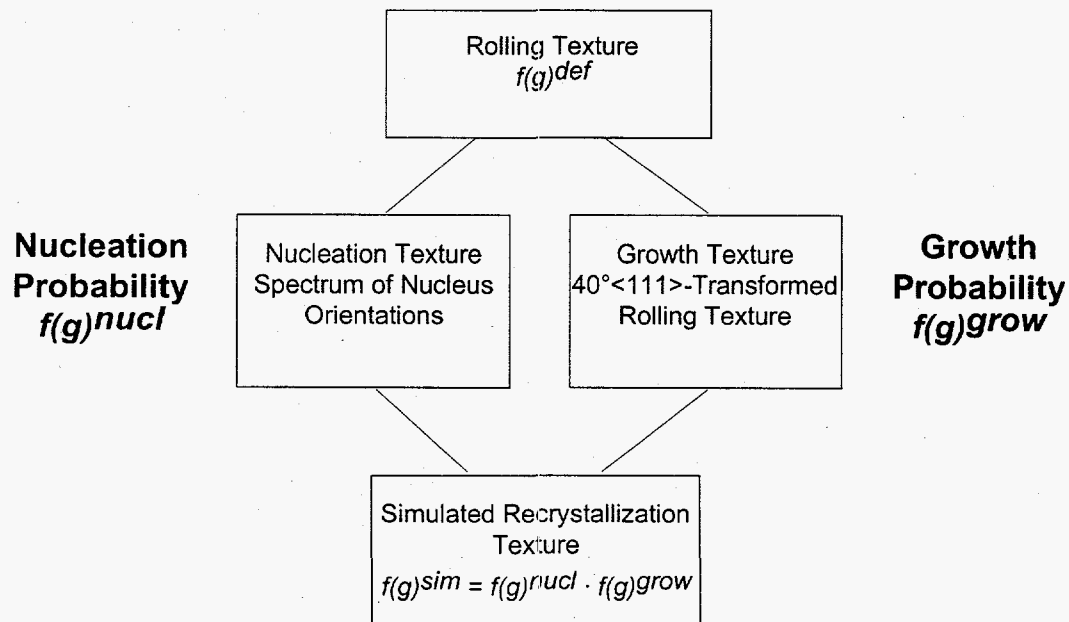 Rolling Texture
f(g)def
Nucleation
Probability
f(g)nucl
Nucleation Texture
Spectrum of Nucleus
Orientations
Growth Texture
40°<111>-Transformed
Rolling Texture
Growth
Probability
f(g)grow
Simulated Recrystallization
Texture
f(g)sim = f(g)nucl · f(g)grow